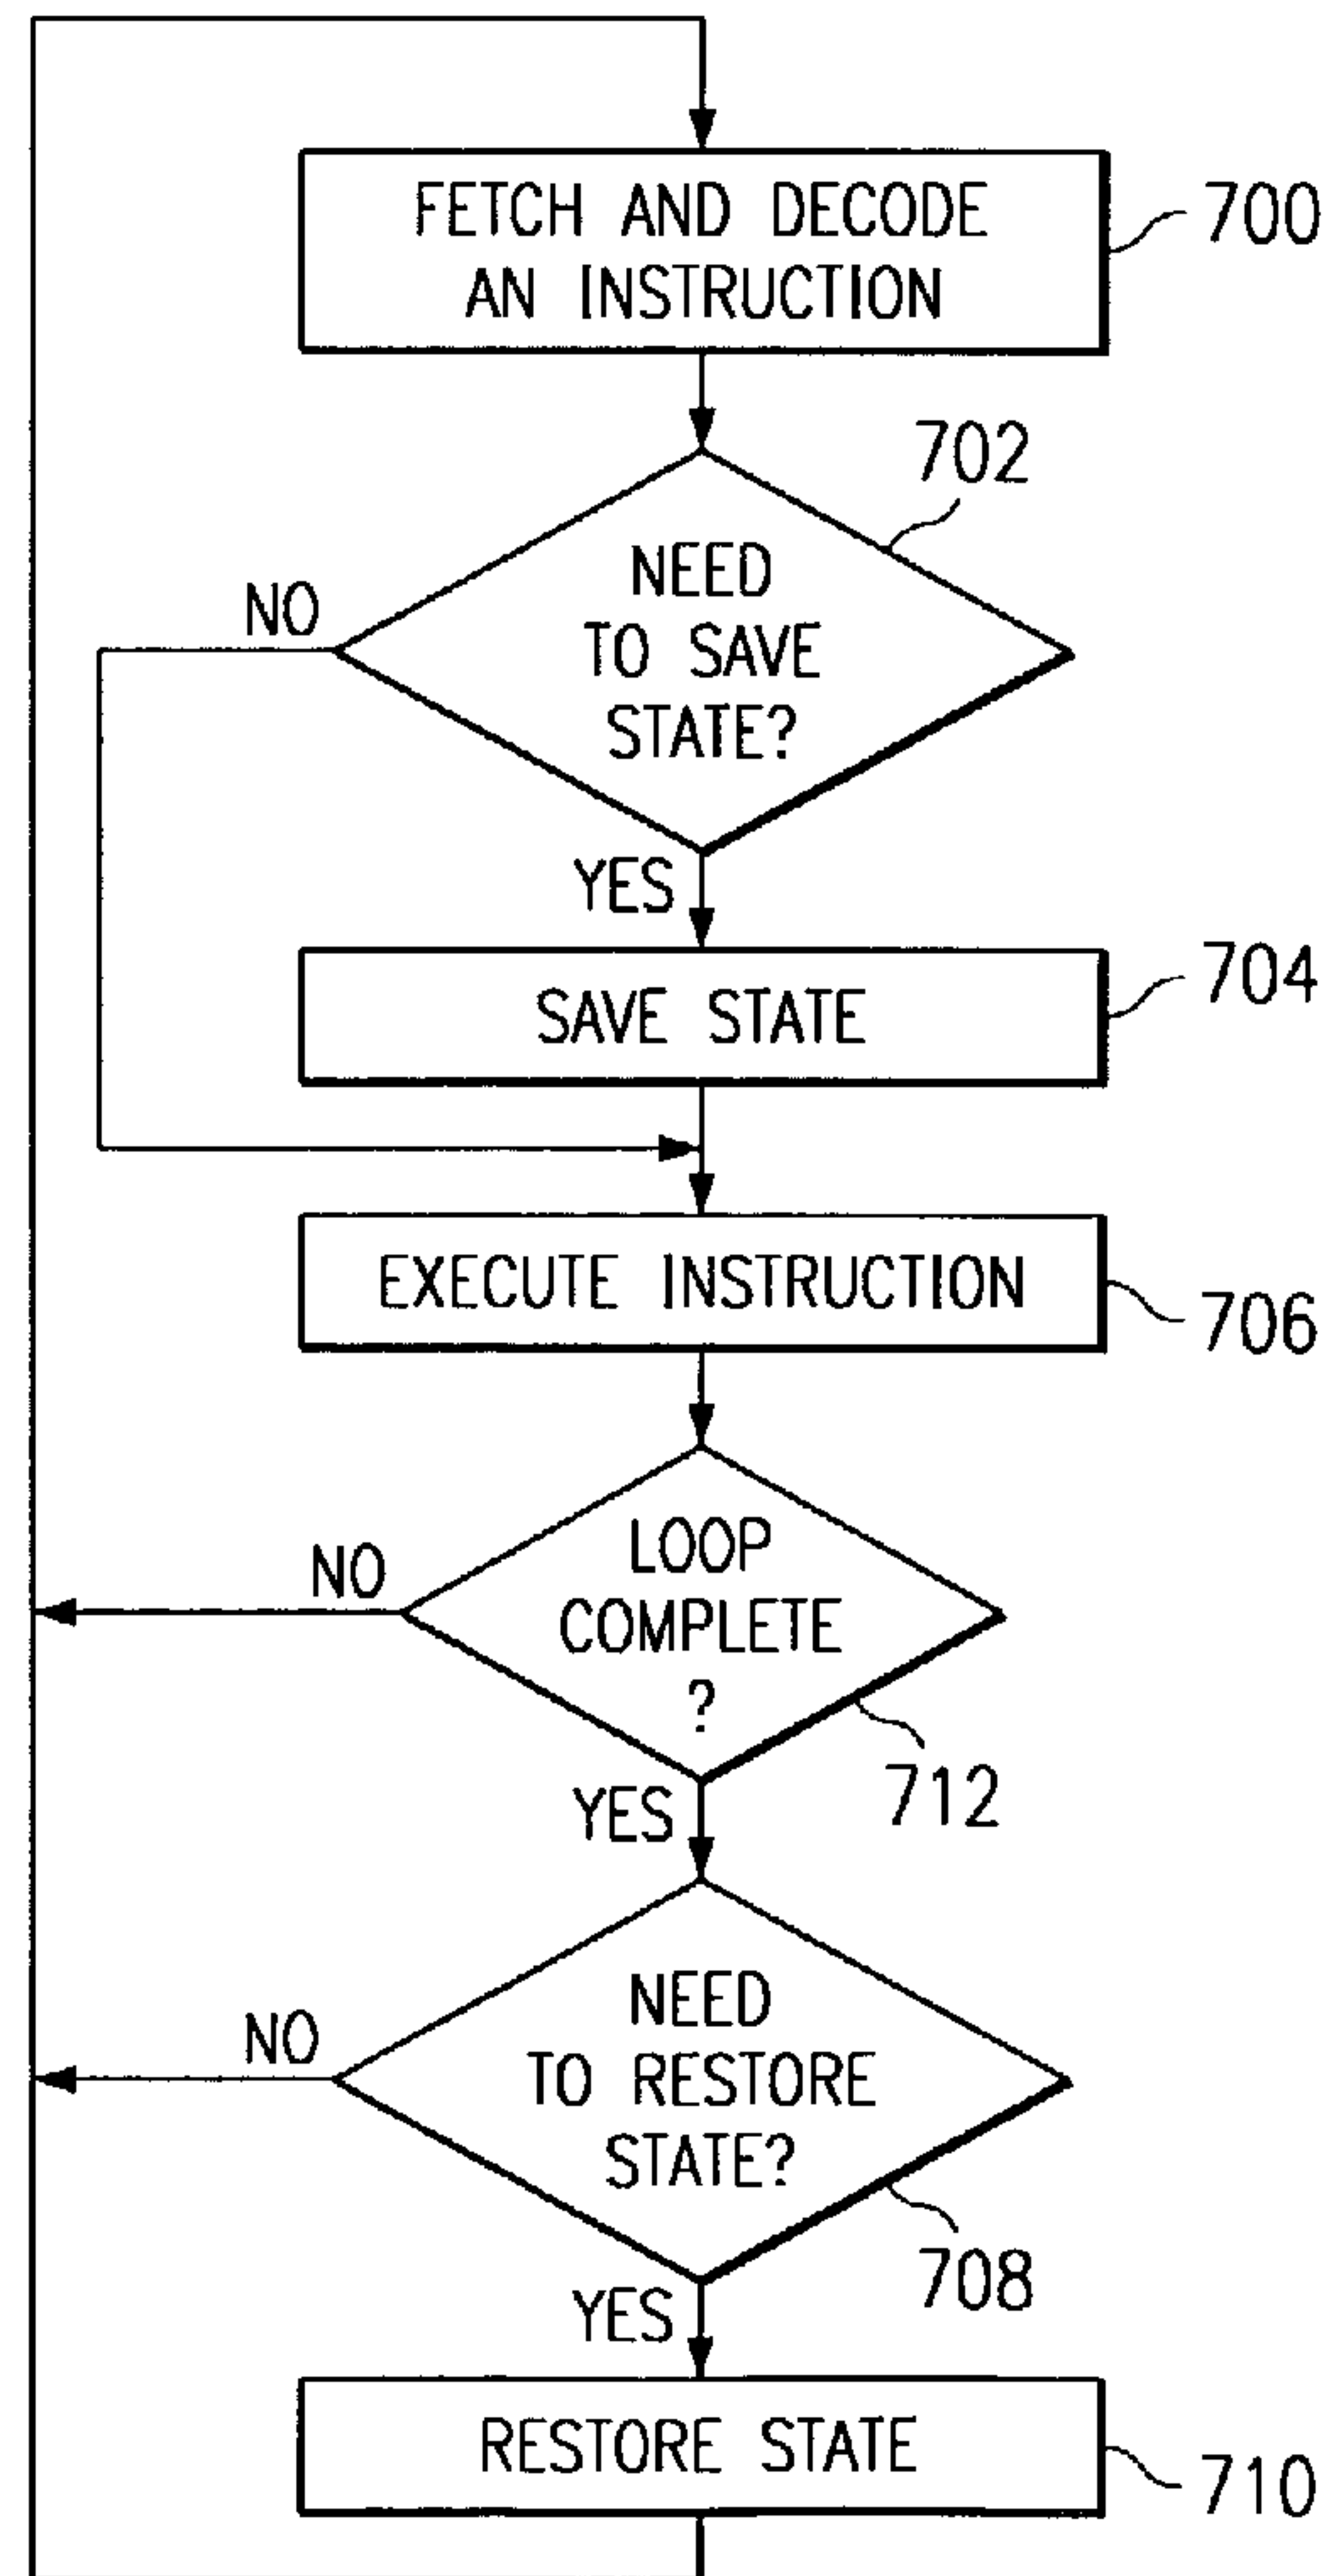 FETCH AND DECODE
AN INSTRUCTION
700
702
NEED
TO SAVE
STATE?
NO
YES
SAVE STATE
704
EXECUTE INSTRUCTION
706
LOOP
COMPLETE
?
NO
712
YES
NEED
TO RESTORE
STATE?
NO
708
YES
RESTORE STATE
710